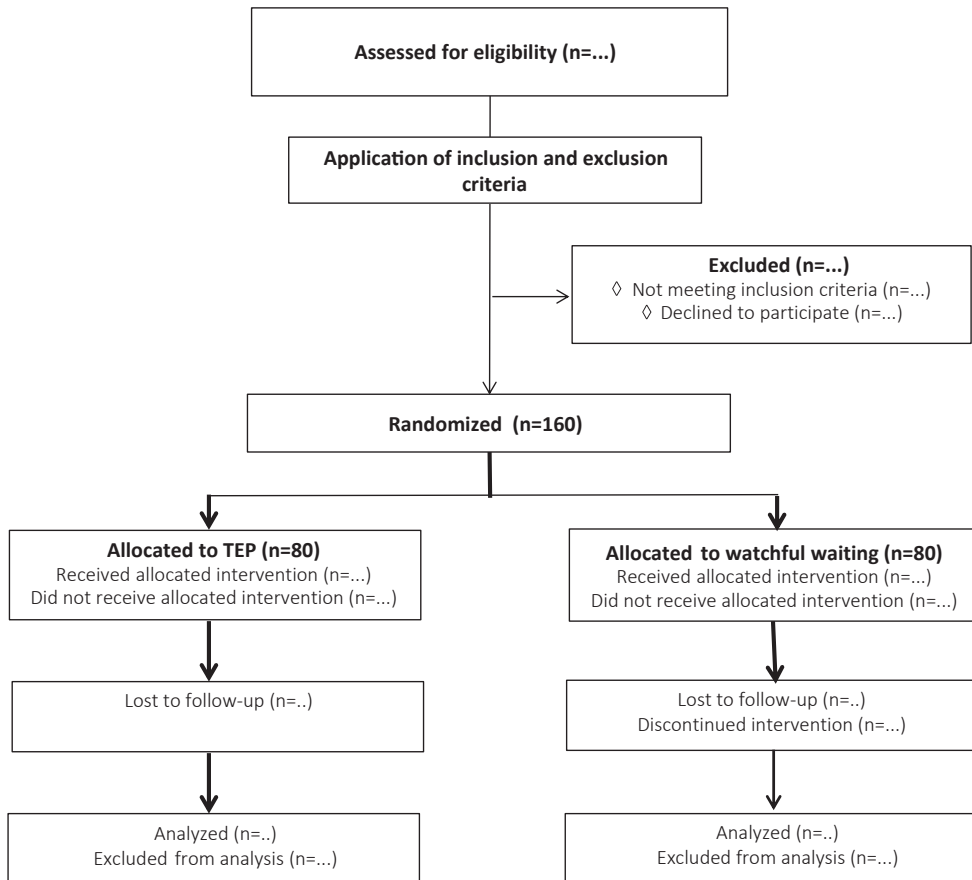 Assessed for eligibility (n=...)
Application of inclusion and exclusion
criteria
Excluded (n=...)
◊ Not meeting inclusion criteria (n=...)
◊ Declined to participate (n=...)
Randomized (n=160)
Allocated to TEP (n=80)
Received allocated intervention (n=...)
Did not receive allocated intervention (n=...)
Allocated to watchful waiting (n=80)
Received allocated intervention (n=...)
Did not receive allocated intervention (n=...)
Lost to follow-up (n=..)
Lost to follow-up (n=..)
Discontinued intervention (n=...)
Analyzed (n=..)
Excluded from analysis (n=...)
Analyzed (n=..)
Excluded from analysis (n=...)